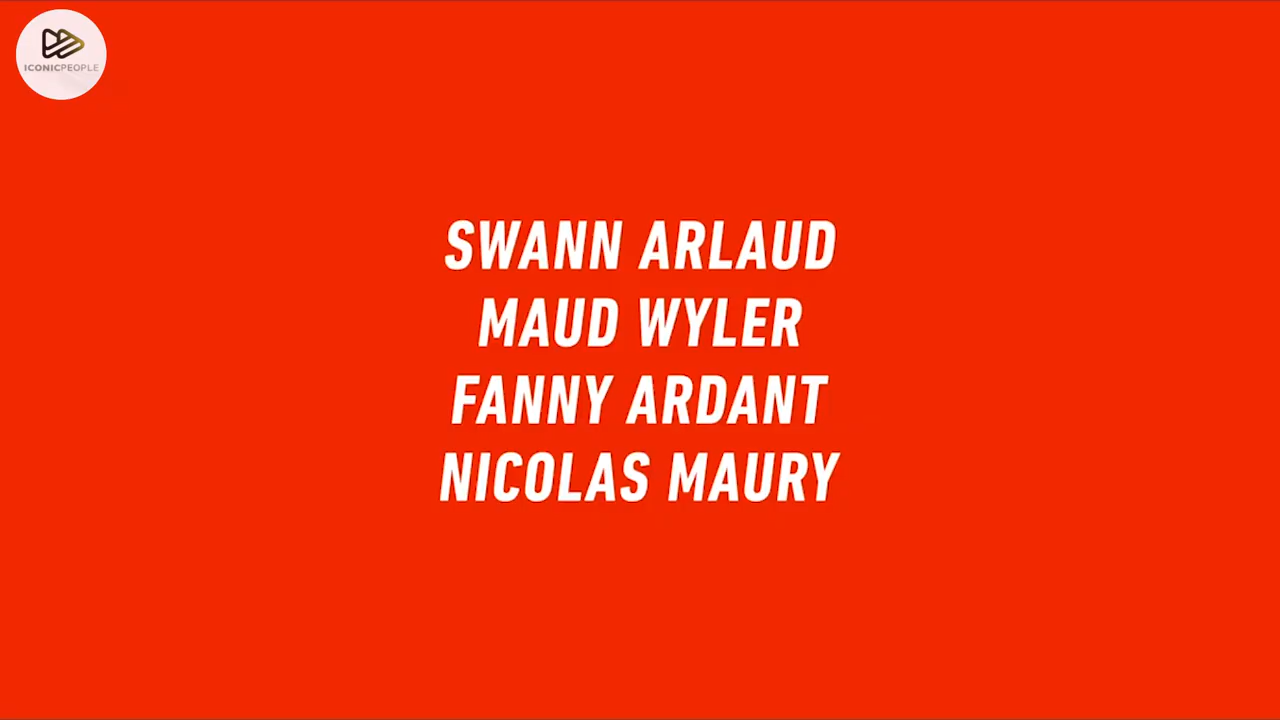 ICONICPEOPLE
SWANN ARLAUD
MAUD WYLER
FANNY ARDANT
NICOLAS MAURY